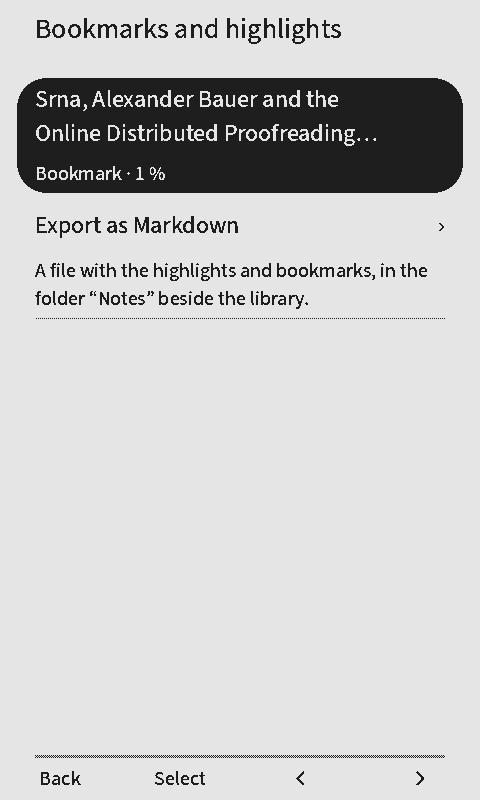 Bookmarks and highlights
Srna, Alexander Bauer and the
Online Distributed Proofreading…
Bookmark · 1 %
Export as Markdown ›
A file with the highlights and bookmarks, in the
folder “Notes” beside the library.
Back Select < >